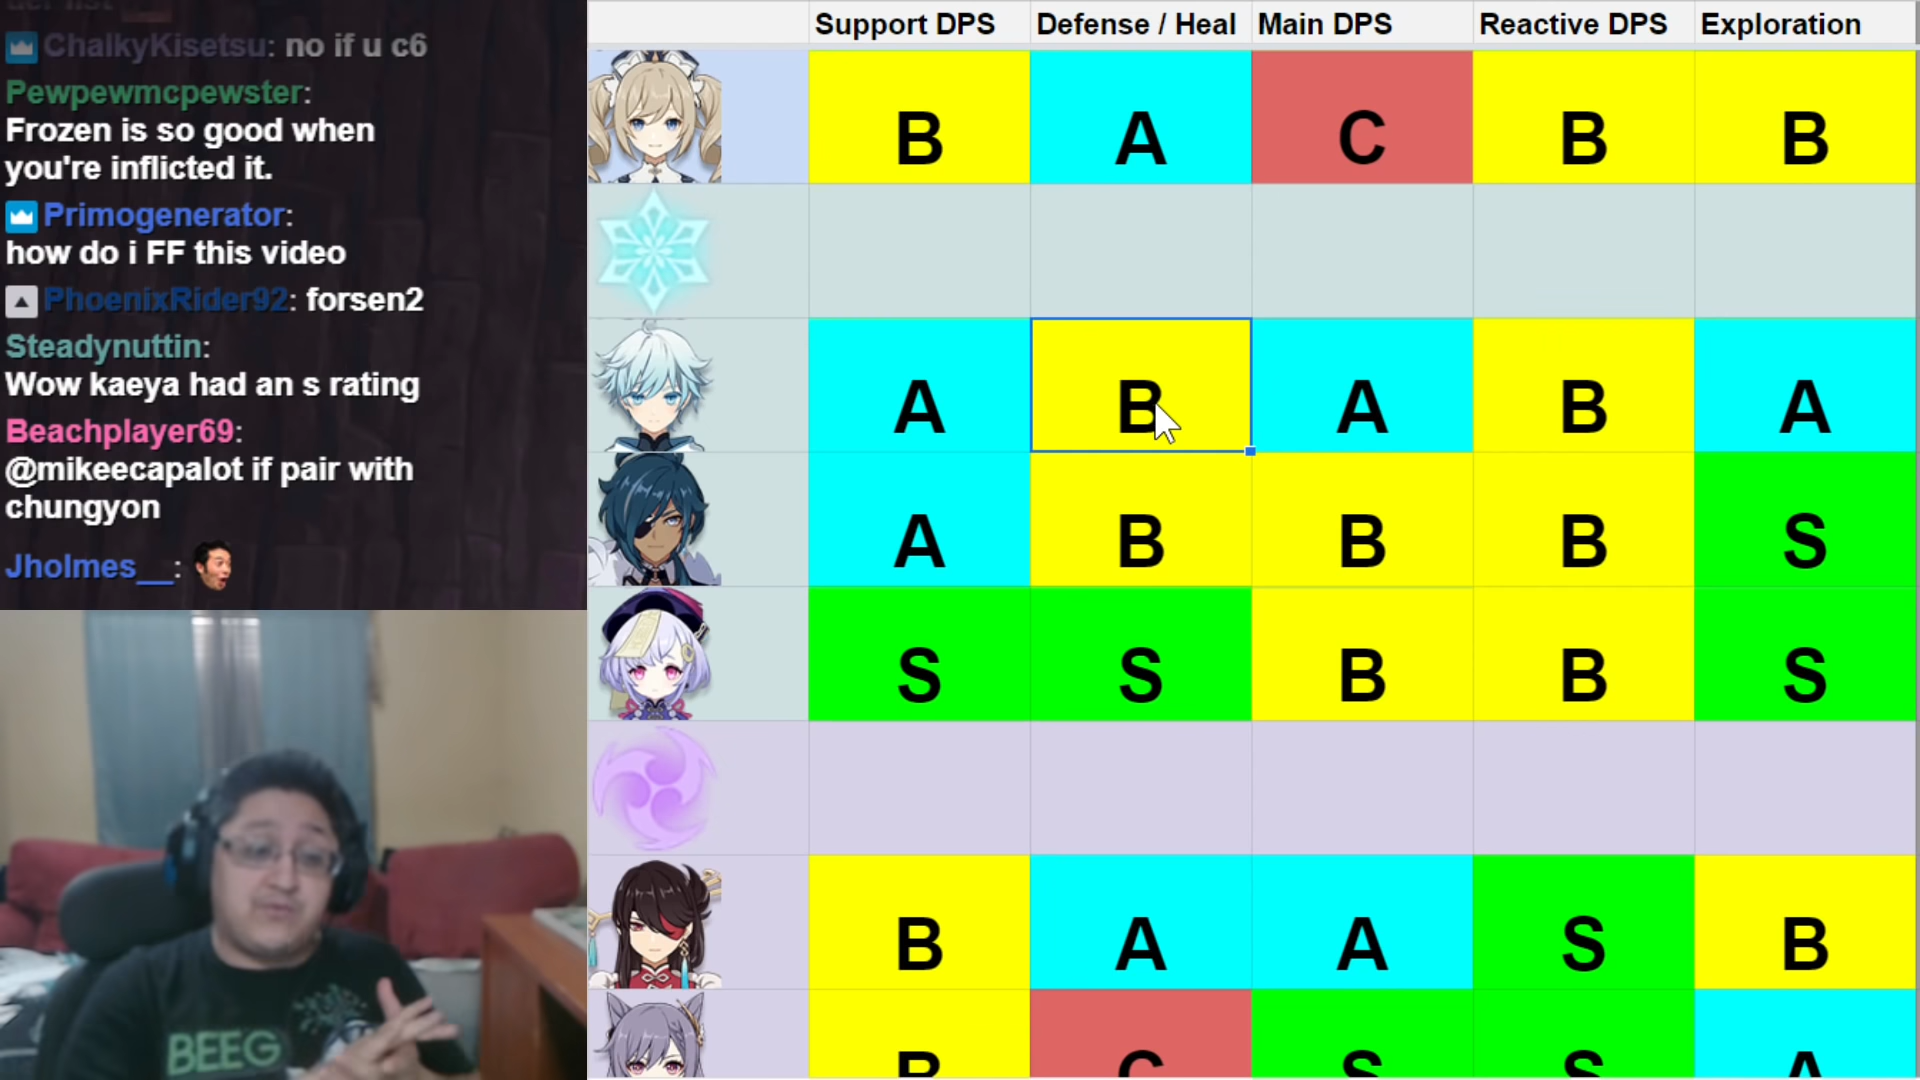 ChalkyKisetsu: no if u c6
Pewpewmcpewster:
Frozen is so good when
you're inflicted it.
Primogenerator:
how do i FF this video
PhoenixRider92: forsen2
Steadynuttin:
Wow kaeya had an s rating
Beachplayer69:
@mikeecapalot if pair with
chungyon
Jholmes__:
BEEG
Support DPS Defense / Heal Main DPS Reactive DPS Exploration
B A C B B
A B A B A
A B B B S
S S B B S
B A A S B
B C S S A